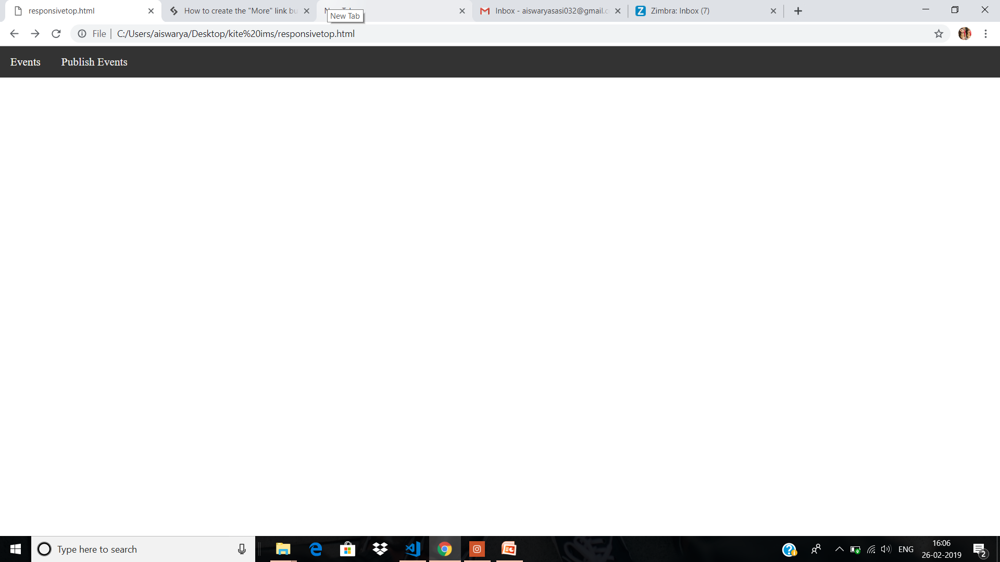 responsivetop.html
How to create the "More" link bu
New Tab
Inbox - aiswaryasasi032@gmail.c
Zimbra: Inbox (7)
File
C:/Users/aiswarya/Desktop/kite%20ims/responsivetop.html
Events
Publish Events
Type here to search
ENG
16:06
26-02-2019
2